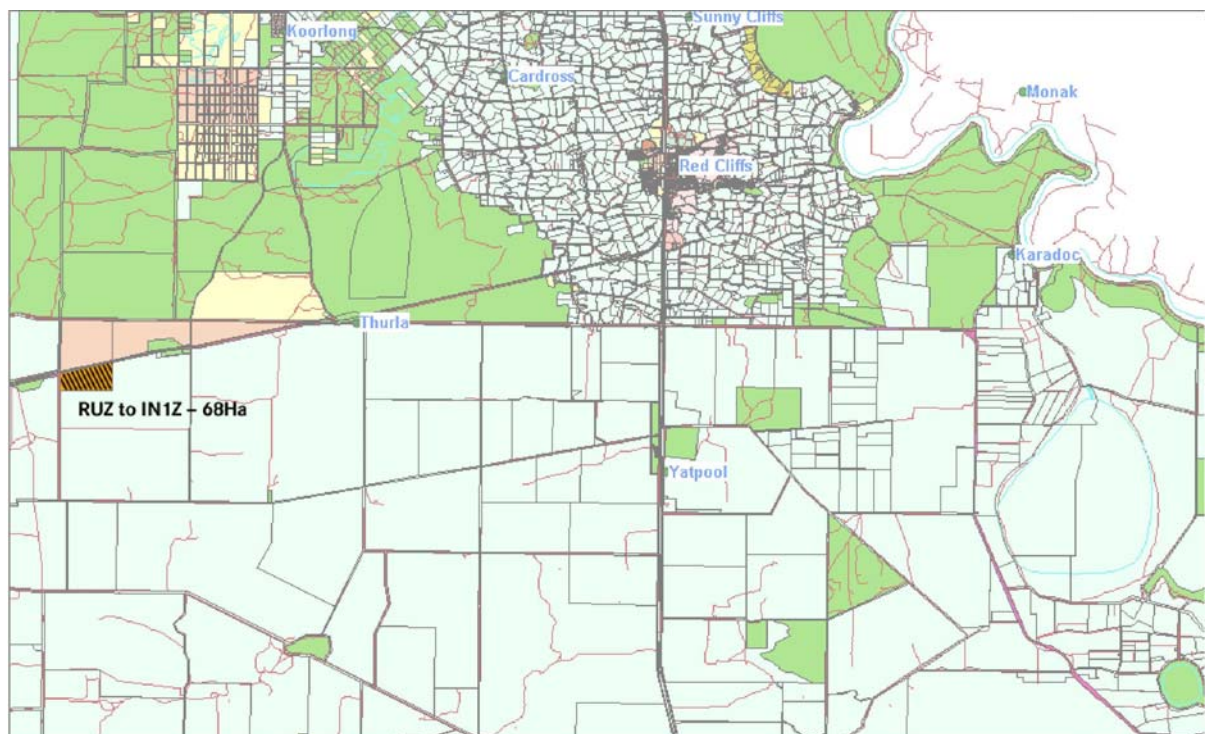 Sunny Cliffs
Koorlong
Cardross
Monak
Red Cliffs
Karadoc
Thurla
RUZ to IN1Z – 68Ha
Yatpool